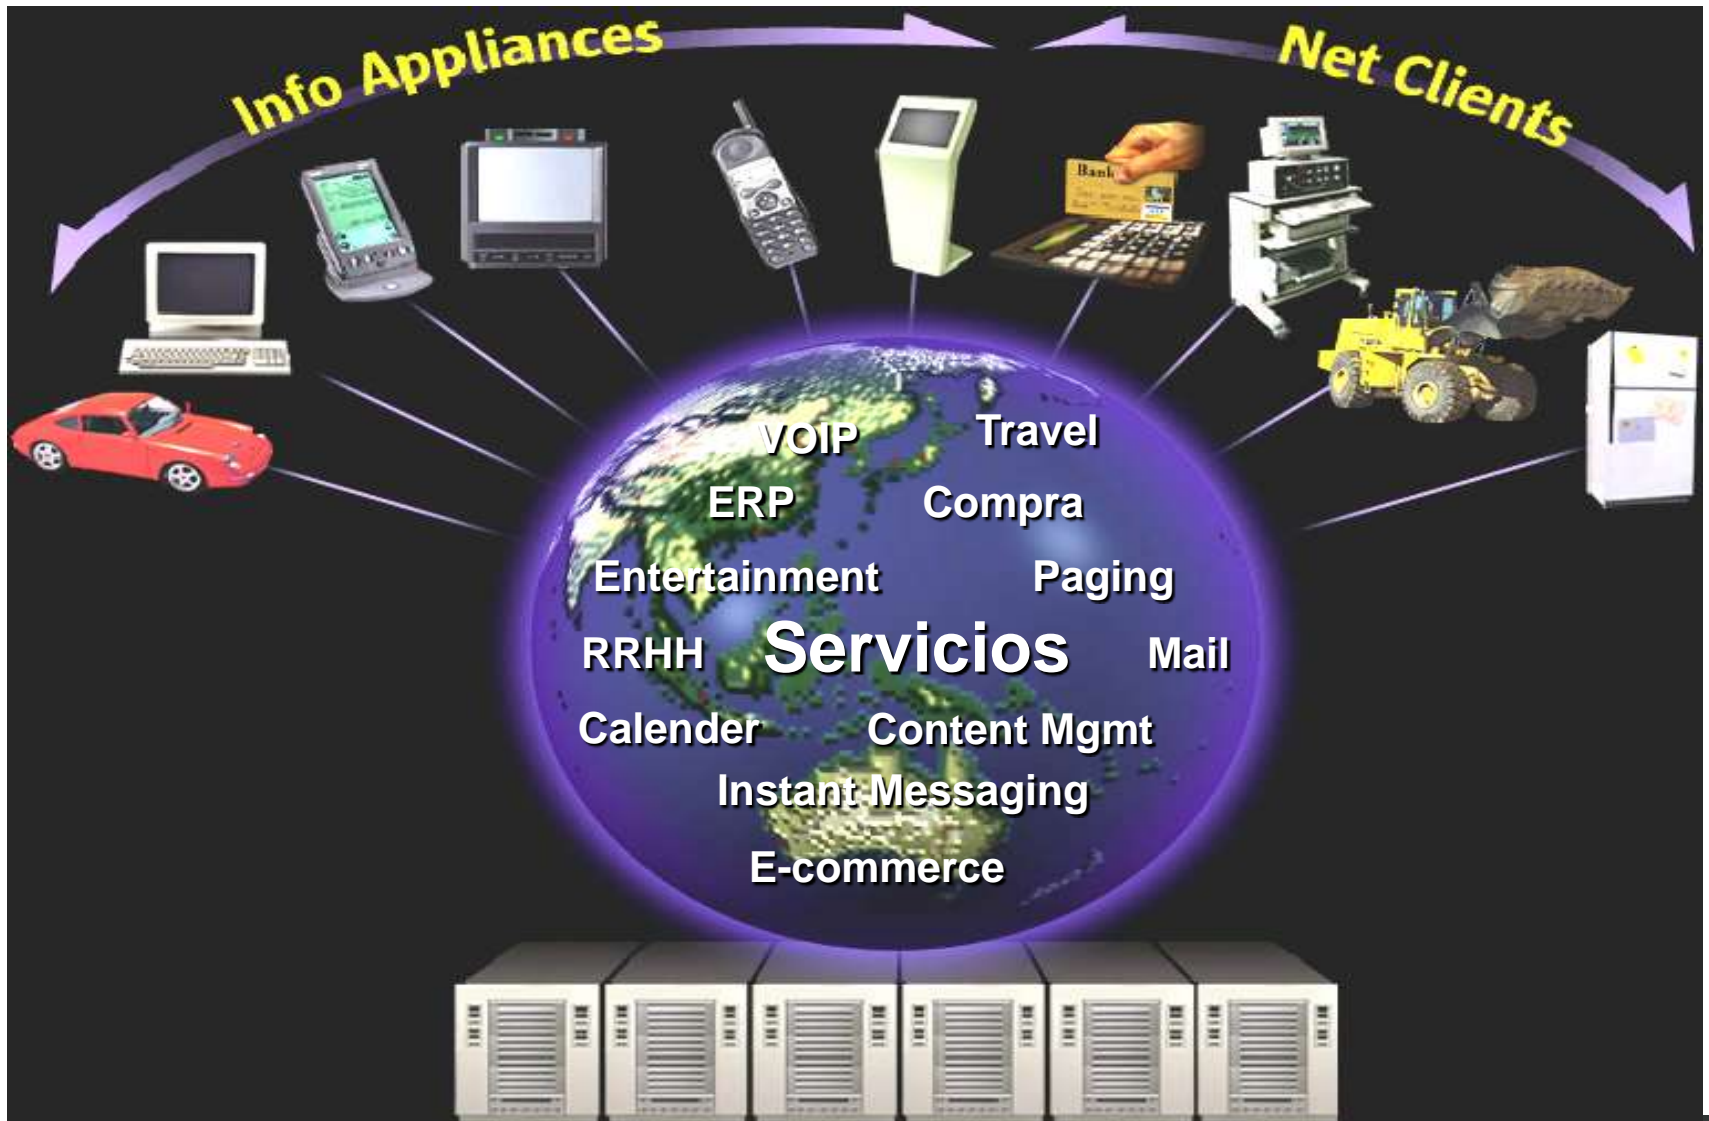 Info Appliances
Net Clients
Bank
VOIP
Travel
ERP
Compra
Entertainment
Paging
RRHH
Servicios
Mail
Calender
Content Mgmt
Instant Messaging
E-commerce